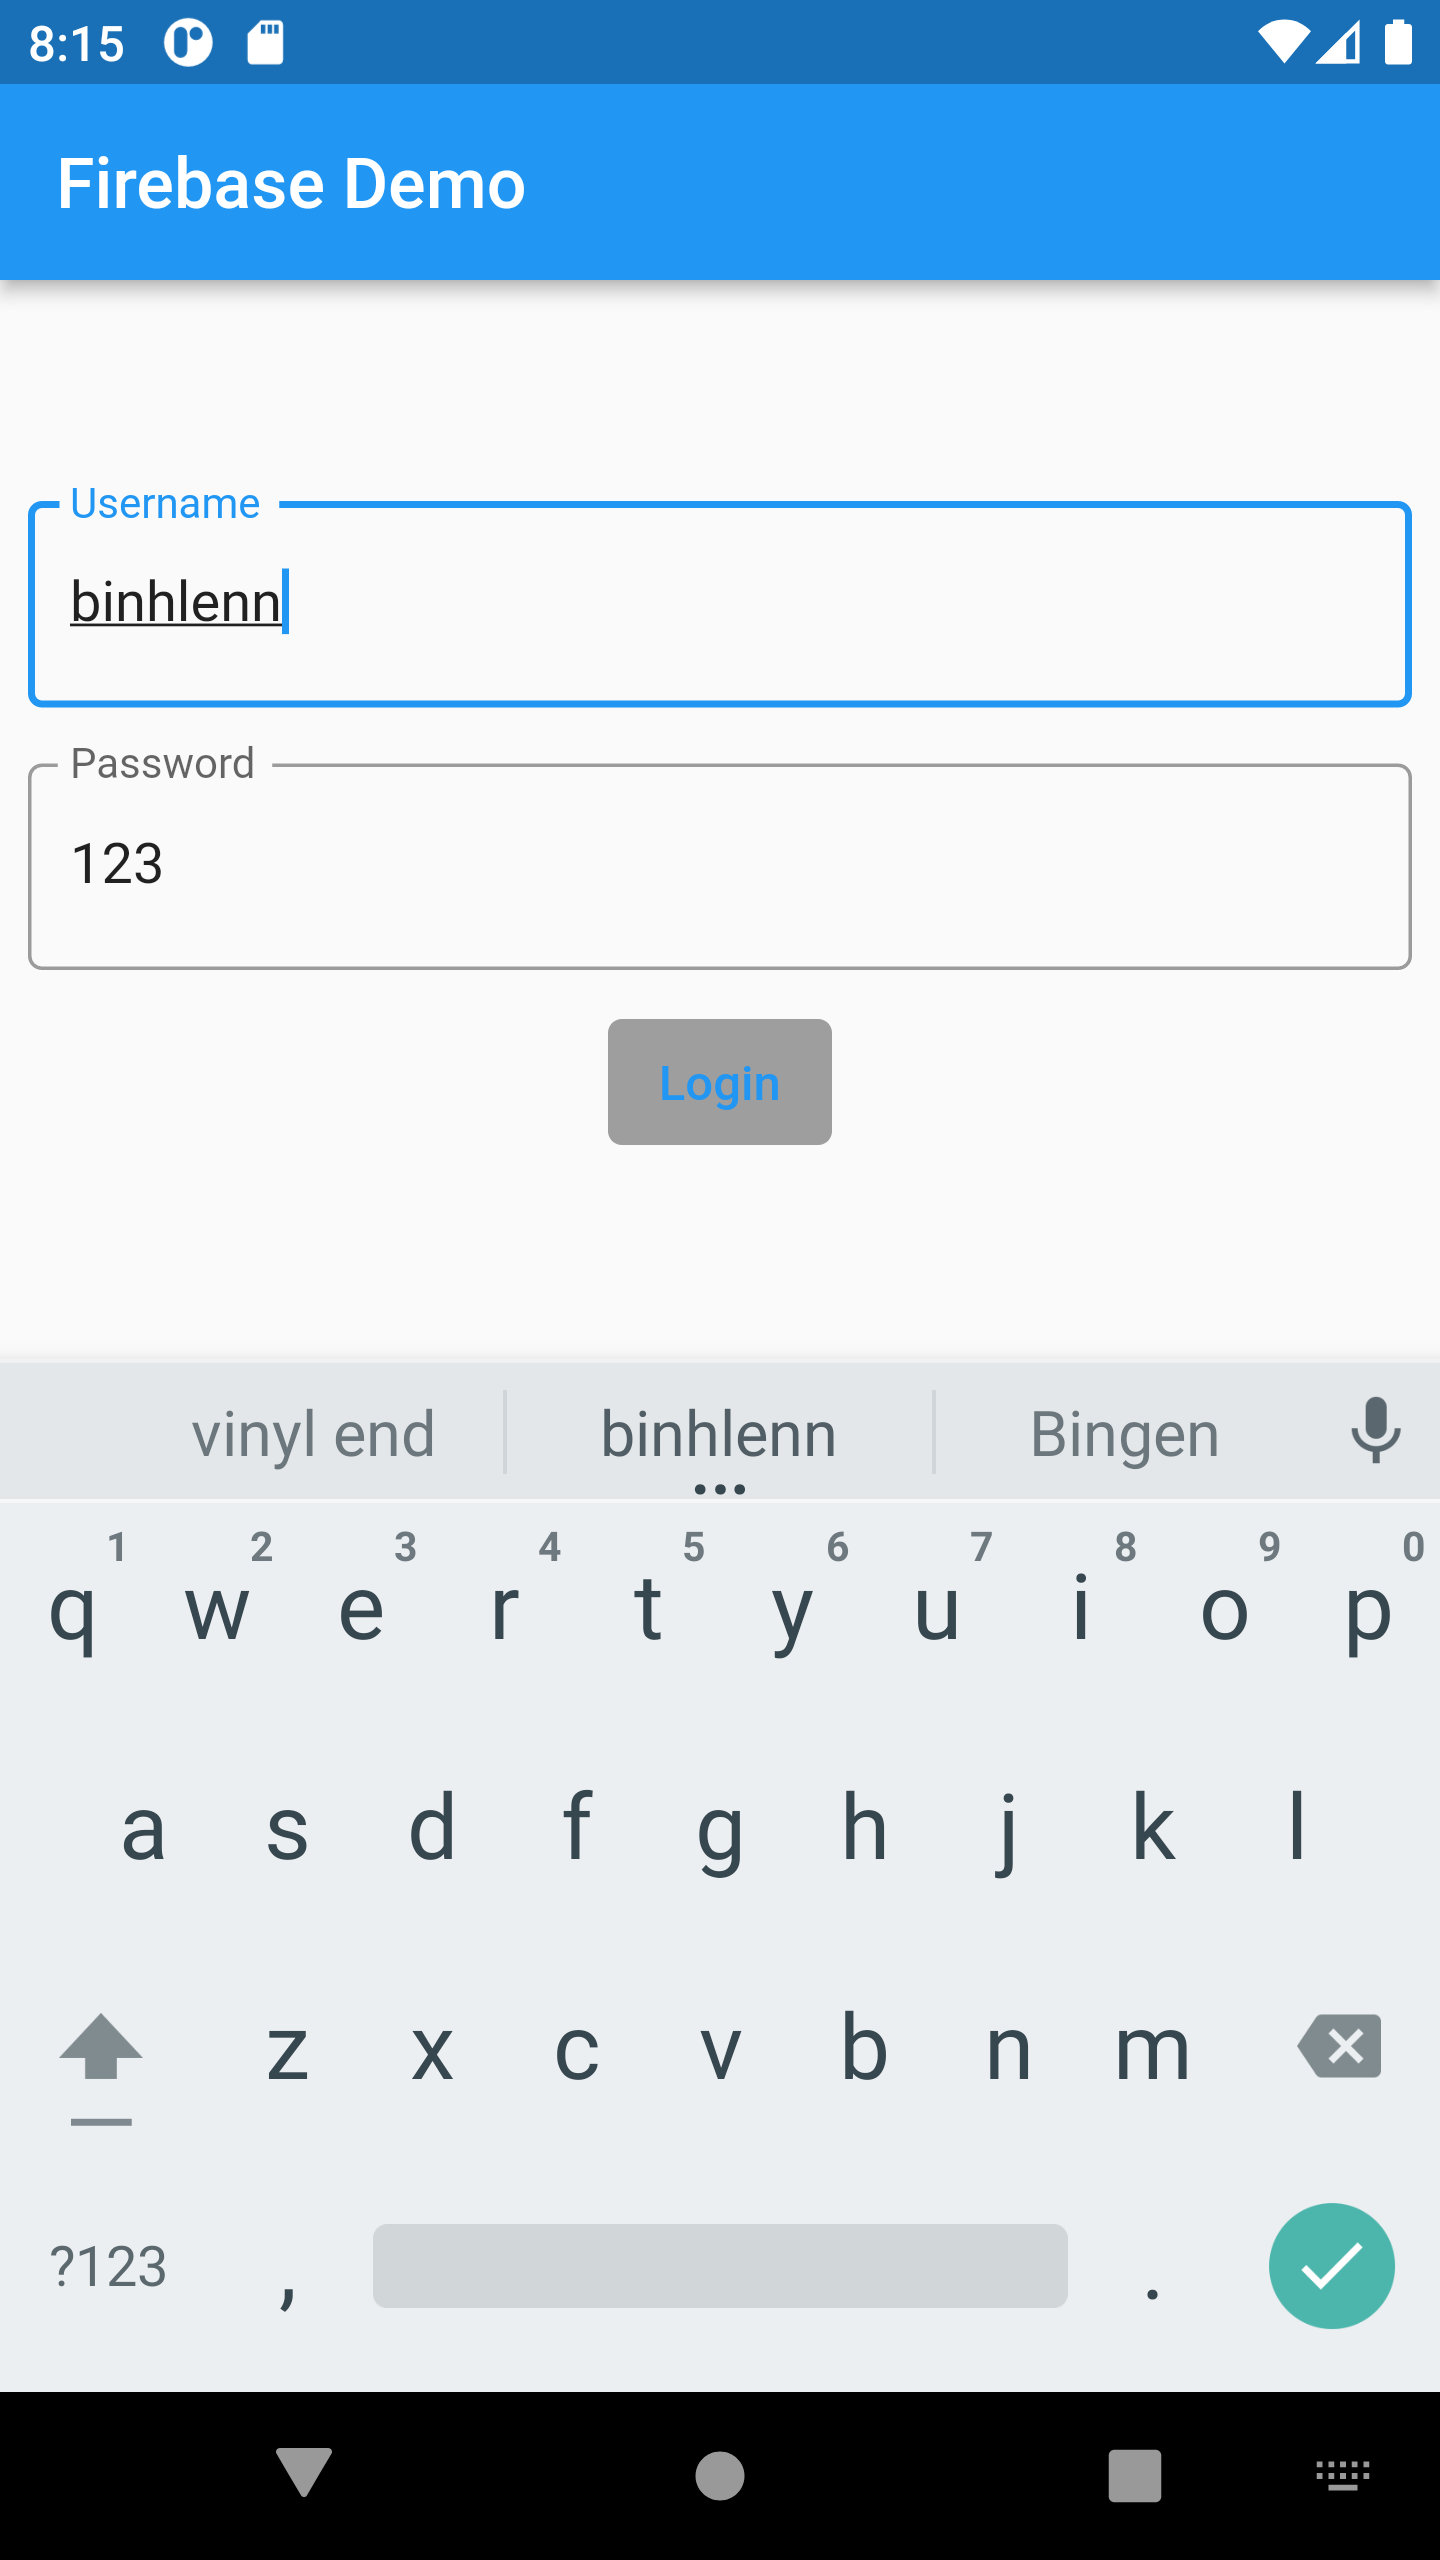 8:15
Firebase Demo
Username
binhlenn
Password
123
Login
vinyl end binhlenn Bingen
1 2 3 4 5 6 7 8 9 0
q w e r t y u i o p
a s d f g h j k l
z x c v b n m
?123 , .